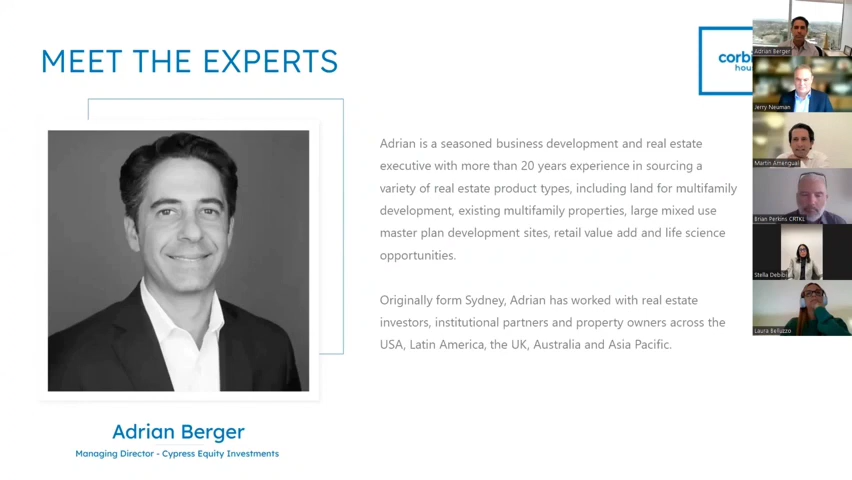 MEET THE EXPERTS
Adrian is a seasoned business development and real estate
executive with more than 20 years experience in sourcing a
variety of real estate product types, including land for multifamily
development, existing multifamily properties, large mixed use
master plan development sites, retail value add and life science
opportunities.
Originally form Sydney, Adrian has worked with real estate
investors, institutional partners and property owners across the
USA, Latin America, the UK, Australia and Asia Pacific.
Adrian Berger
Managing Director - Cypress Equity Investments
Adrian Berger
Jerry Neuman
Martin Amengual
Brian Perkins CRTKL
Stella Debibi
Laura Belluzzo